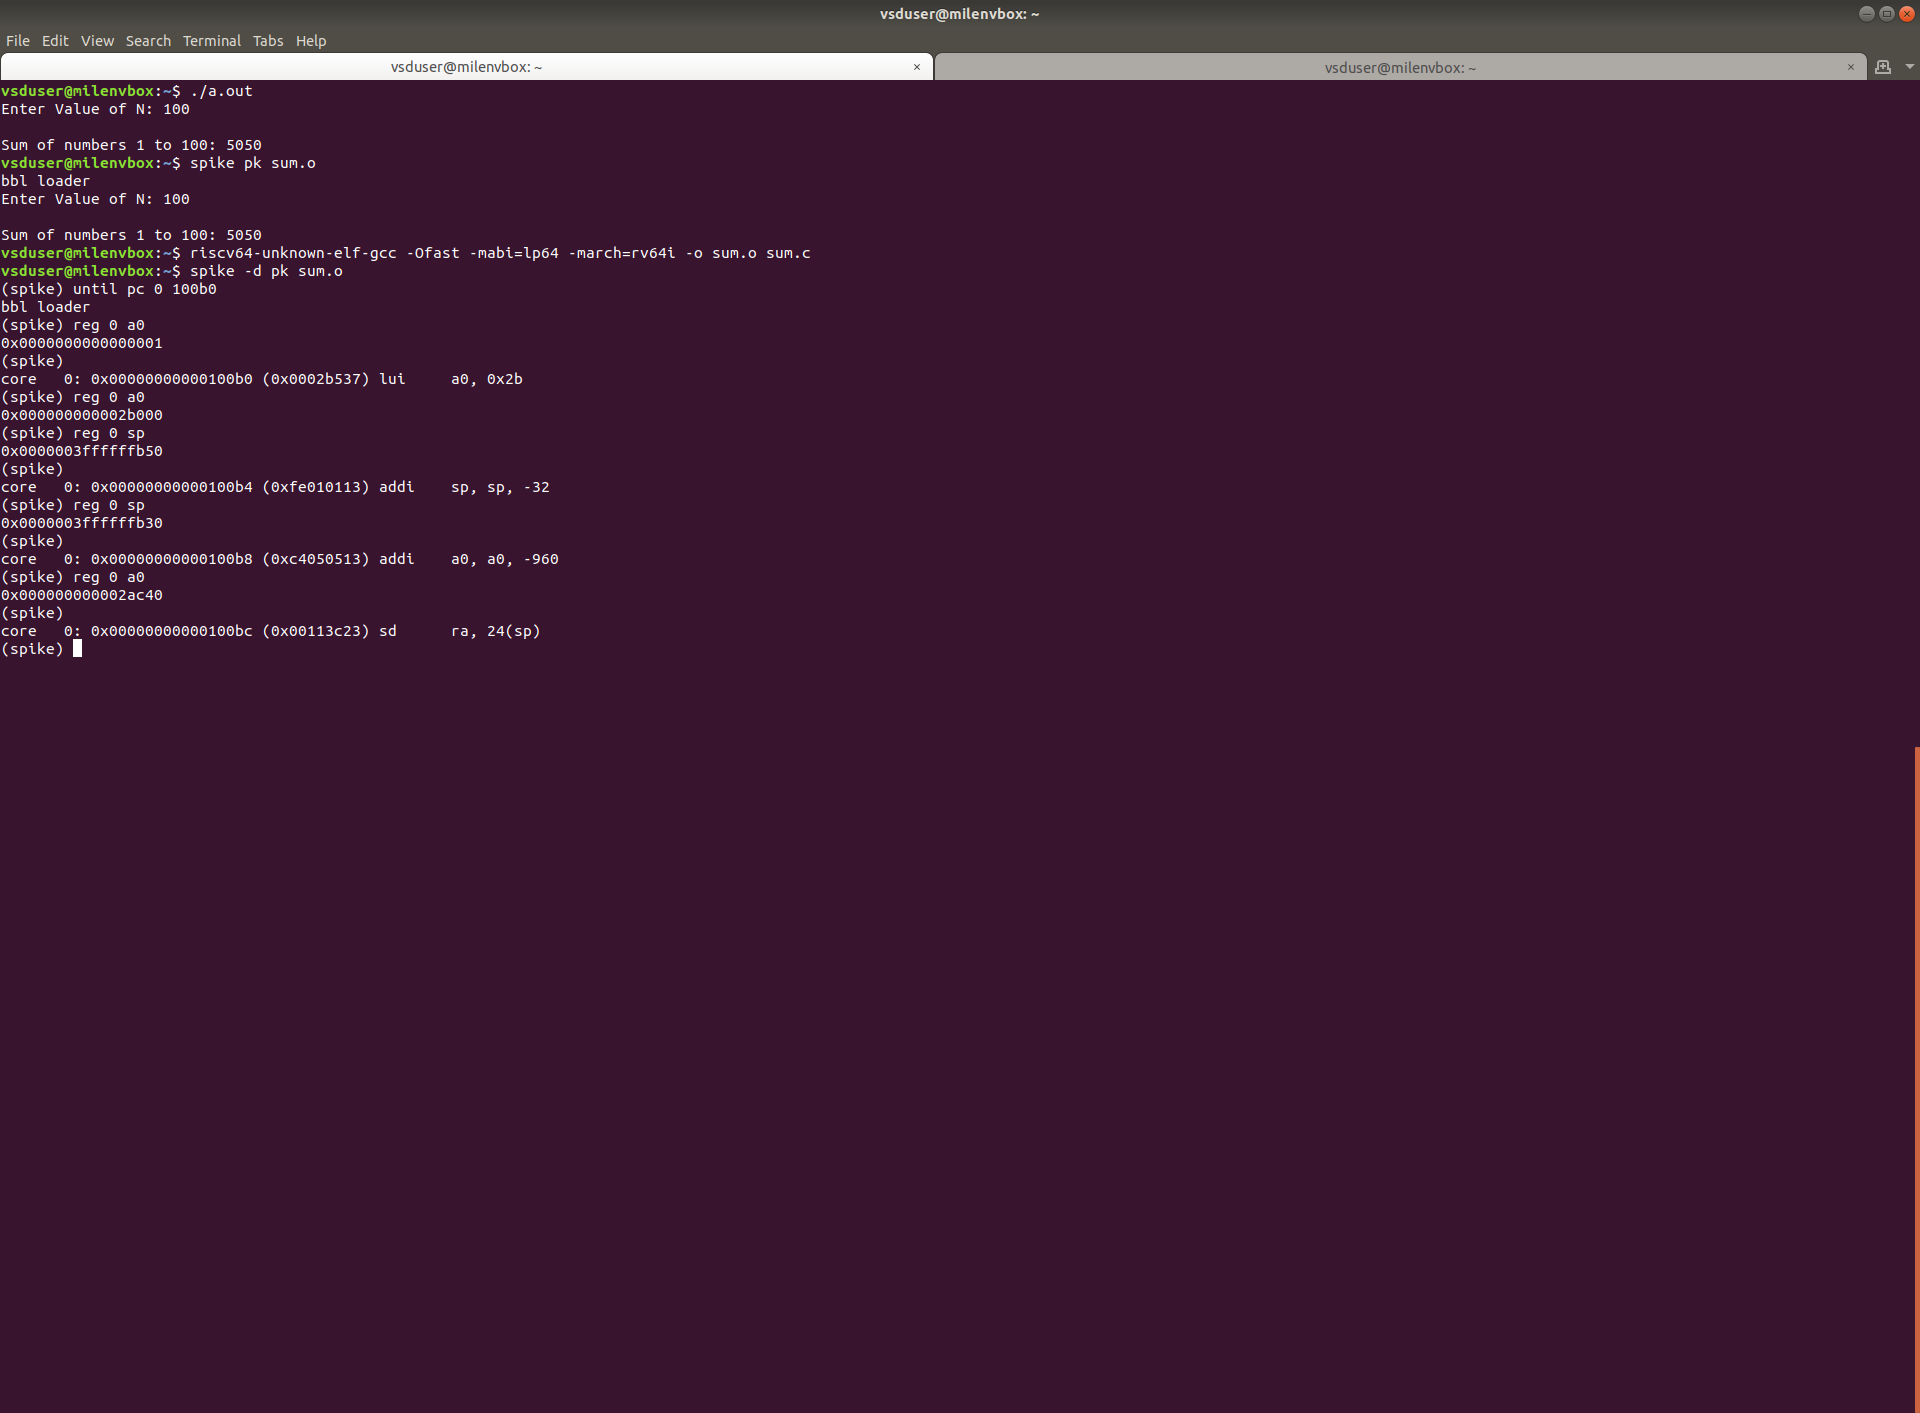 vsduser@milenvbox: ~
File Edit View Search Terminal Tabs Help
vsduser@milenvbox: ~ × vsduser@milenvbox: ~ ×
vsduser@milenvbox:~$ ./a.out
Enter Value of N: 100
Sum of numbers 1 to 100: 5050
vsduser@milenvbox:~$ spike pk sum.o
bbl loader
Enter Value of N: 100
Sum of numbers 1 to 100: 5050
vsduser@milenvbox:~$ riscv64-unknown-elf-gcc -Ofast -mabi=lp64 -march=rv64i -o sum.o sum.c
vsduser@milenvbox:~$ spike -d pk sum.o
(spike) until pc 0 100b0
bbl loader
(spike) reg 0 a0
0x0000000000000001
(spike)
core   0: 0x00000000000100b0 (0x0002b537) lui     a0, 0x2b
(spike) reg 0 a0
0x000000000002b000
(spike) reg 0 sp
0x0000003ffffffb50
(spike)
core   0: 0x00000000000100b4 (0xfe010113) addi    sp, sp, -32
(spike) reg 0 sp
0x0000003ffffffb30
(spike)
core   0: 0x00000000000100b8 (0xc4050513) addi    a0, a0, -960
(spike) reg 0 a0
0x000000000002ac40
(spike)
core   0: 0x00000000000100bc (0x00113c23) sd      ra, 24(sp)
(spike)